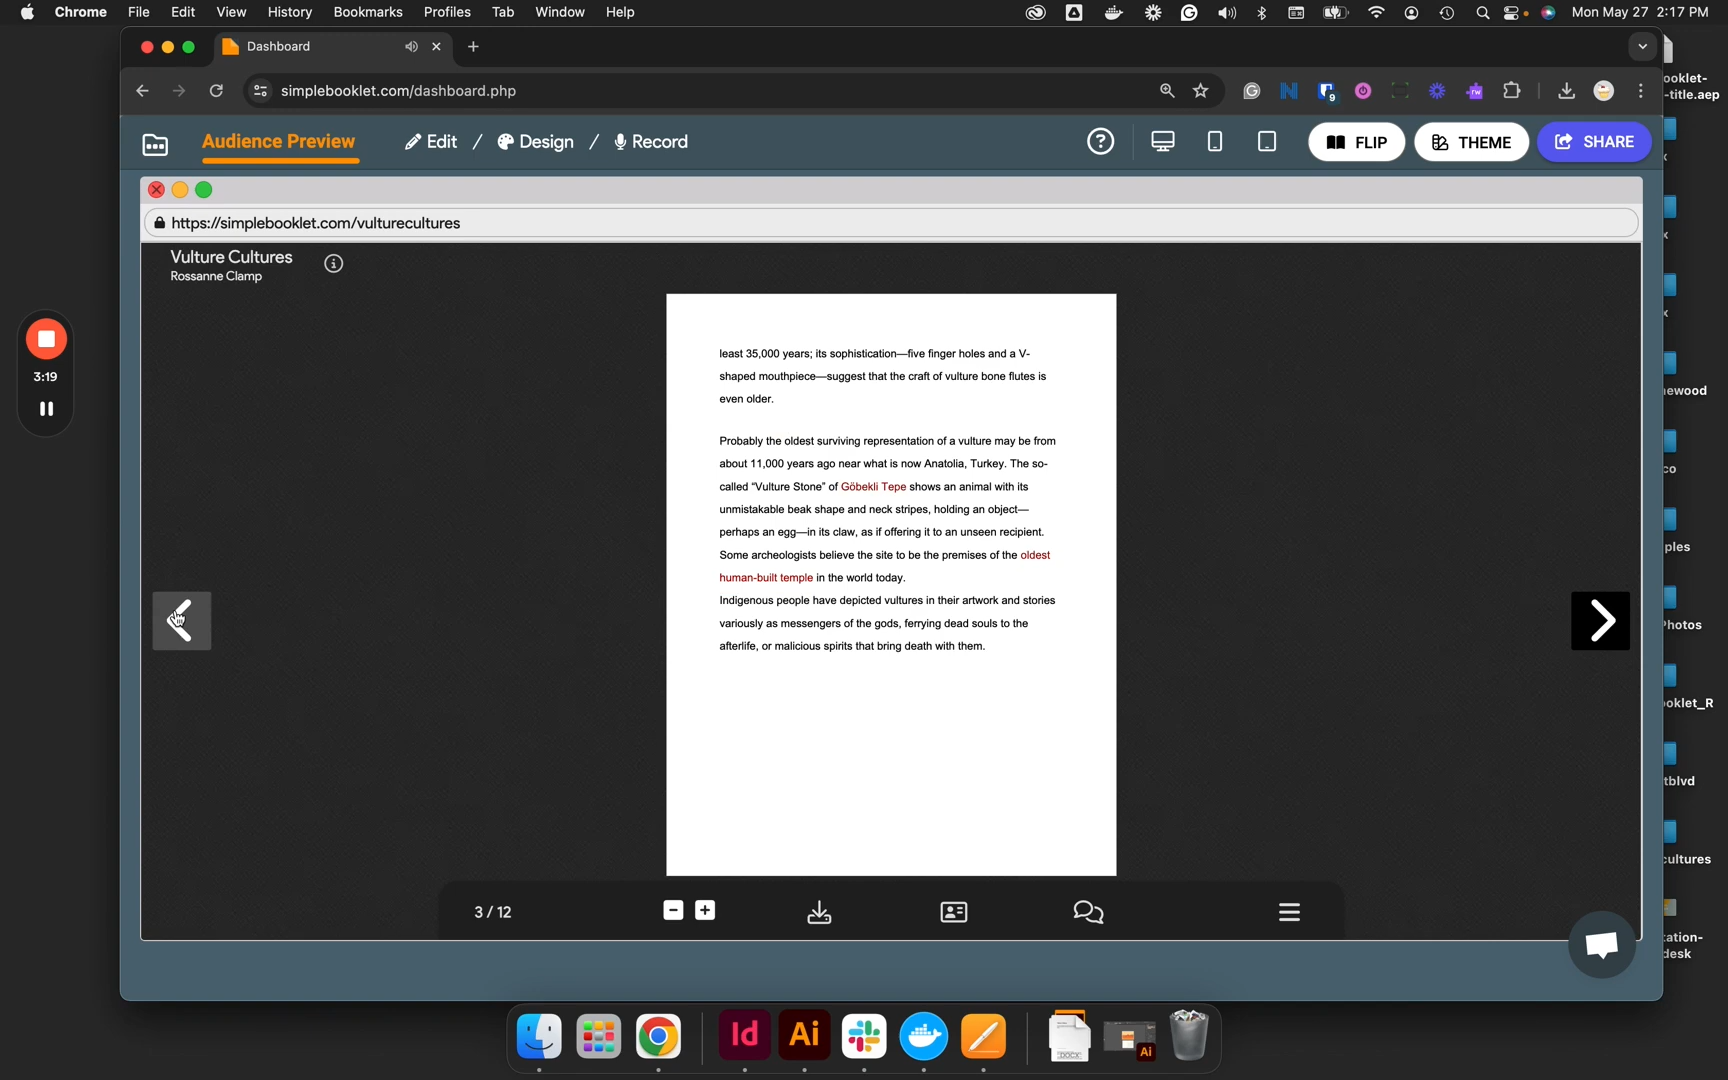 Chrome File Edit View History Bookmarks Profiles Tab Window Help Mon May 27 2:17 PM
Dashboard
simplebooklet.com/dashboard.php
9
rw
Audience Preview Edit / Design / Record FLIP THEME SHARE
https://simplebooklet.com/vulturecultures
Vulture Cultures
Rossanne Clamp
least 35,000 years; its sophistication—five finger holes and a V-
shaped mouthpiece—suggest that the craft of vulture bone flutes is
even older.
Probably the oldest surviving representation of a vulture may be from
about 11,000 years ago near what is now Anatolia, Turkey. The so-
called “Vulture Stone” of Göbekli Tepe shows an animal with its
unmistakable beak shape and neck stripes, holding an object—
perhaps an egg—in its claw, as if offering it to an unseen recipient.
Some archeologists believe the site to be the premises of the oldest
human-built temple in the world today.
Indigenous people have depicted vultures in their artwork and stories
variously as messengers of the gods, ferrying dead souls to the
afterlife, or malicious spirits that bring death with them.
3 / 12
3:19
ooklet-
-title.aep
ewood
co
ples
Photos
ooklet_R
tblvd
cultures
tation-
desk
Id Ai DOCX Ai